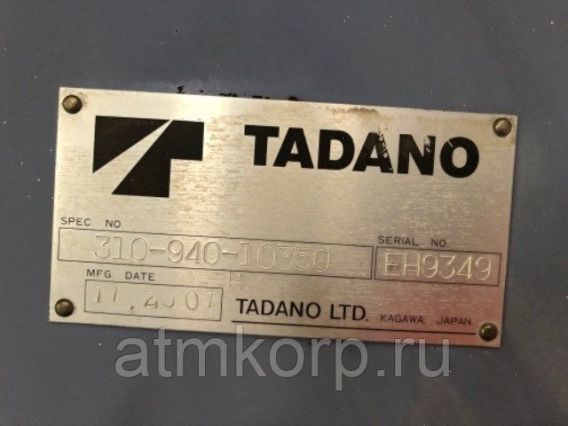 TADANO
SPEC. NO.
310-940-10350
SERIAL NO.
EH9349
MFG. DATE
H
TADANO LTD. KAGAWA, JAPAN
atmkorp.ru